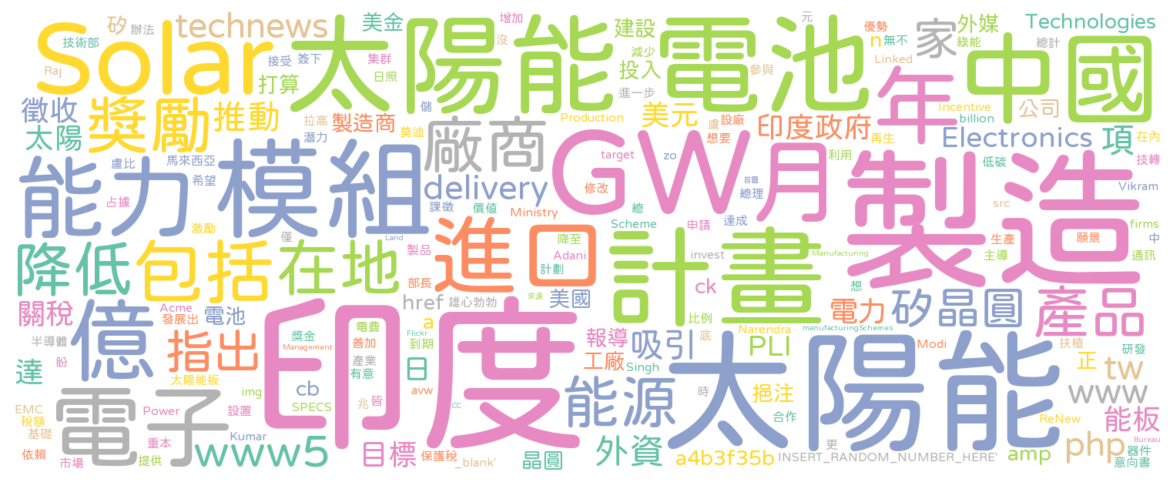 矽 辦法 technews 美金 增加 建設 沒 減少 元 優勢 n 無不 外媒 綠能 總計 Technologies
技術部 Solar 太陽能電池 中國
Raj 接受 簽下 集群 日照 投入 參與 進一步 Linked 家 年
徵收 獎勵 推動 打算 拉高 製造商 莫迪 儲 Production 美元 盧 設廠 想要 印度政府 Incentive billion 再生 公司 項 在內
太陽 潛力 廠商 Electronics 技轉
能力 模組 盧比 馬來西亞 希望 GW 月 target zo 利用 製造 低碳
占據 delivery 課徵 價值 修改 總理 首圖 src Vikram
激勵 Ministry Scheme 總 申請 達成 firms
降低 包括 在地 進口 製品 降至 Adani 計劃 計畫 invest Manufacturing 生產 主導 願景 中 通訊
部長 Land 想
關稅 Acme 發展出 電池 href 雄心勃勃 美國 ck 電力 矽晶圓 產品
億 半導體 獎金 電費 a Flickr 到期 來源 比例 底 manufacturingSchemes
指出 Management 善加 報導 吸引 Narendra PLI Modi 扶植 研發
達 盼 印度 產業 有意 日 工廠 Singh 正 tw
太陽能板 img cb SPECS 兆 皆 avw cc 能源 太陽能 時 挹注 www
電子 EMC 稅額 Power 設置 合作 ReNew 能板
基礎 重本 Kumar 保護稅 外資 更 php 器件 Bureau
依賴 市場 提供 www5 目標 _blank' 晶圓 a4b3f35b INSERT_RANDOM_NUMBER_HERE' amp 意向書
僅